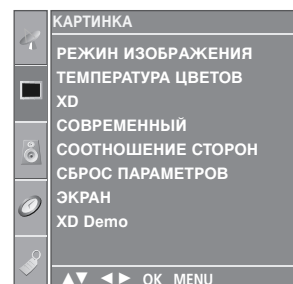 КАРТИНКА
РЕЖИН ИЗОБРАЖЕНИЯ
ТЕМПЕРАТУРА ЦВЕТОВ
XD
СОВРЕМЕННЫЙ
СООТНОШЕНИЕ СТОРОН
СБРОС ПАРАМЕТРОВ
ЭКРАН
XD Demo
▲▼ ◄► OK MENU